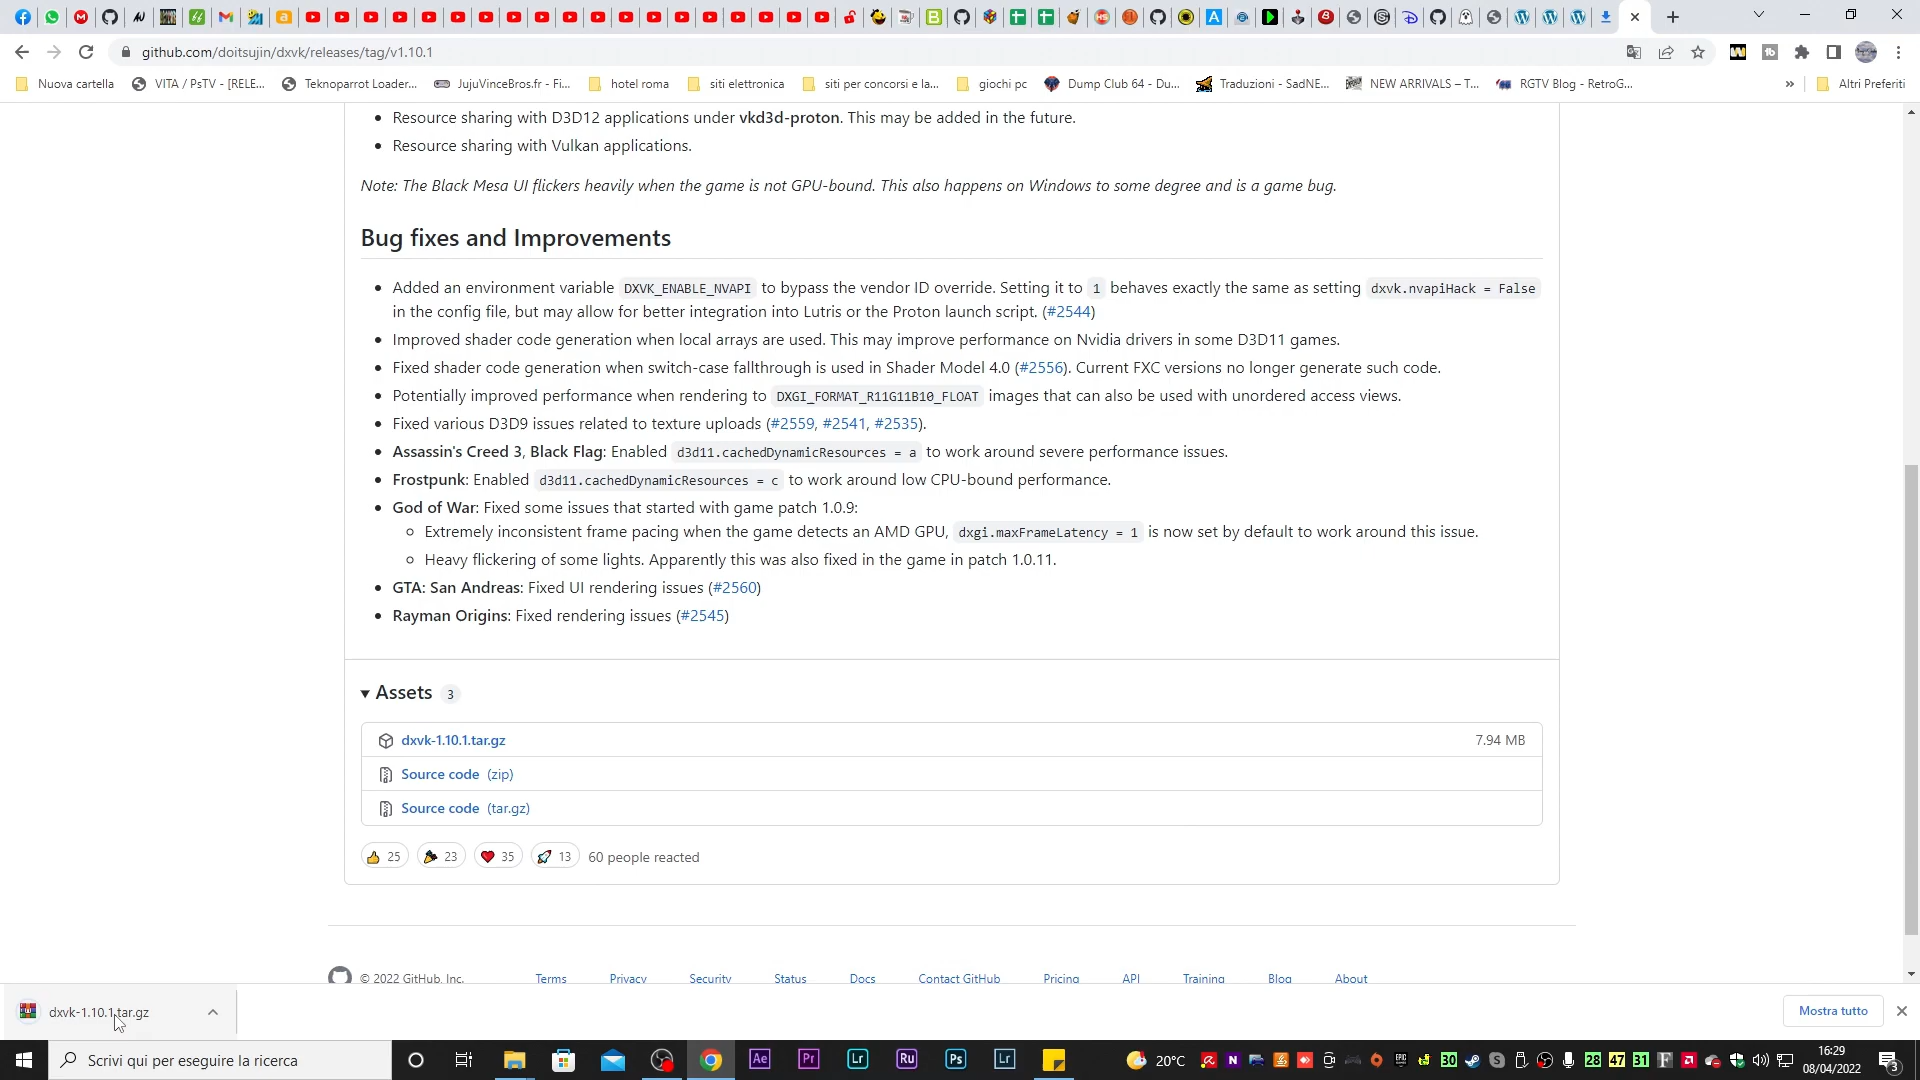 github.com/doitsujin/dxvk/releases/tag/v1.10.1
Nuova cartella
VITA / PsTV - [RELE...
Teknoparrot Loader...
JujuVinceBros.fr - Fi...
hotel roma
siti elettronica
siti per concorsi e la...
giochi pc
Dump Club 64 - Du...
Traduzioni - SadNE...
NEW ARRIVALS – T...
RGTV Blog - RetroG...
»
Altri Preferiti
Resource sharing with D3D12 applications under vkd3d-proton. This may be added in the future.
Resource sharing with Vulkan applications.
Note: The Black Mesa UI flickers heavily when the game is not GPU-bound. This also happens on Windows to some degree and is a game bug.
Bug fixes and Improvements
Added an environment variable DXVK_ENABLE_NVAPI to bypass the vendor ID override. Setting it to 1 behaves exactly the same as setting dxvk.nvapiHack = False
in the config file, but may allow for better integration into Lutris or the Proton launch script. (#2544)
Improved shader code generation when local arrays are used. This may improve performance on Nvidia drivers in some D3D11 games.
Fixed shader code generation when switch-case fallthrough is used in Shader Model 4.0 (#2556). Current FXC versions no longer generate such code.
Potentially improved performance when rendering to DXGI_FORMAT_R11G11B10_FLOAT images that can also be used with unordered access views.
Fixed various D3D9 issues related to texture uploads (#2559, #2541, #2535).
Assassin's Creed 3, Black Flag: Enabled d3d11.cachedDynamicResources = a to work around severe performance issues.
Frostpunk: Enabled d3d11.cachedDynamicResources = c to work around low CPU-bound performance.
God of War: Fixed some issues that started with game patch 1.0.9:
Extremely inconsistent frame pacing when the game detects an AMD GPU, dxgi.maxFrameLatency = 1 is now set by default to work around this issue.
Heavy flickering of some lights. Apparently this was also fixed in the game in patch 1.0.11.
GTA: San Andreas: Fixed UI rendering issues (#2560)
Rayman Origins: Fixed rendering issues (#2545)
Assets 3
dxvk-1.10.1.tar.gz 7.94 MB
Source code (zip)
Source code (tar.gz)
25 23 35 13 60 people reacted
© 2022 GitHub, Inc. Terms Privacy Security Status Docs Contact GitHub Pricing API Training Blog About
dxvk-1.10.1.tar.gz
Mostra tutto
Scrivi qui per eseguire la ricerca
Ae Pr Lr Ru Ps Lr
20°C
30
28 47 31
16:29
08/04/2022
3